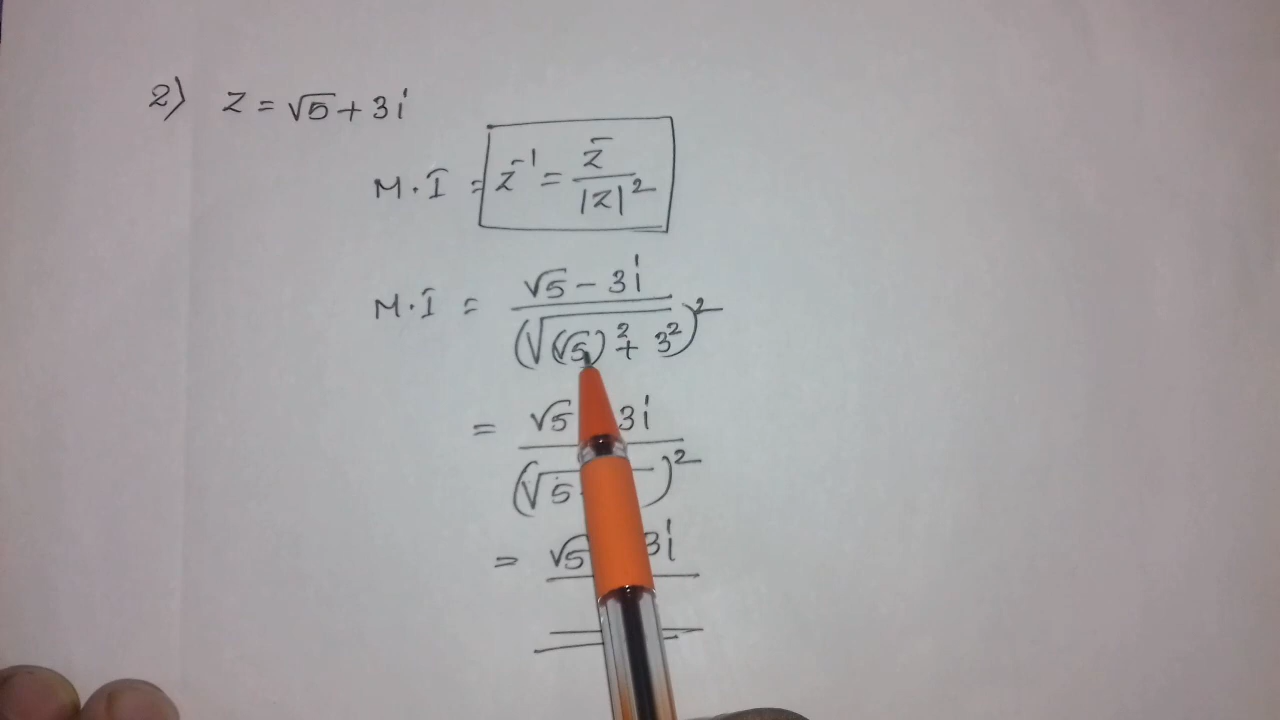 2) Z = √5 + 3i
M.I = z⁻¹ = z̄ / |z|²
M.I = √5 - 3i / (√(√5)² + 3²)²
= √5 3i / (√5 )²
= √5 3i